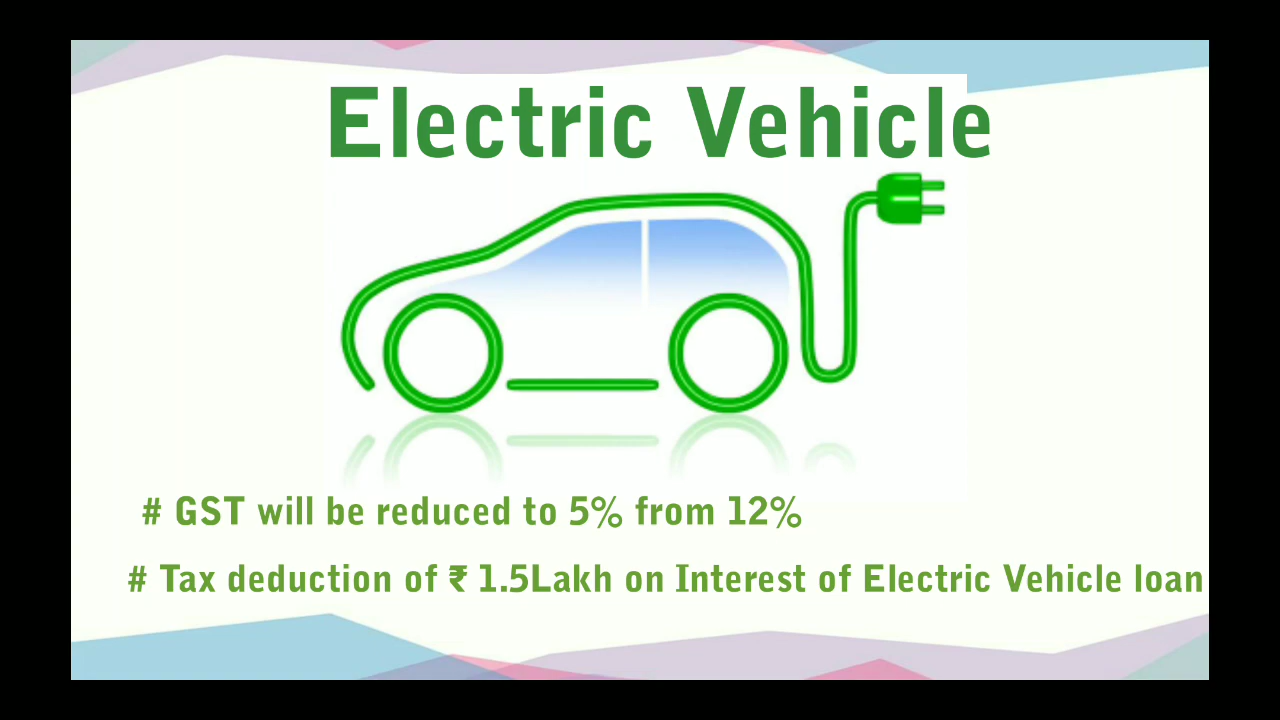 Electric Vehicle
# GST will be reduced to 5% from 12%
# Tax deduction of ₹ 1.5Lakh on Interest of Electric Vehicle loan